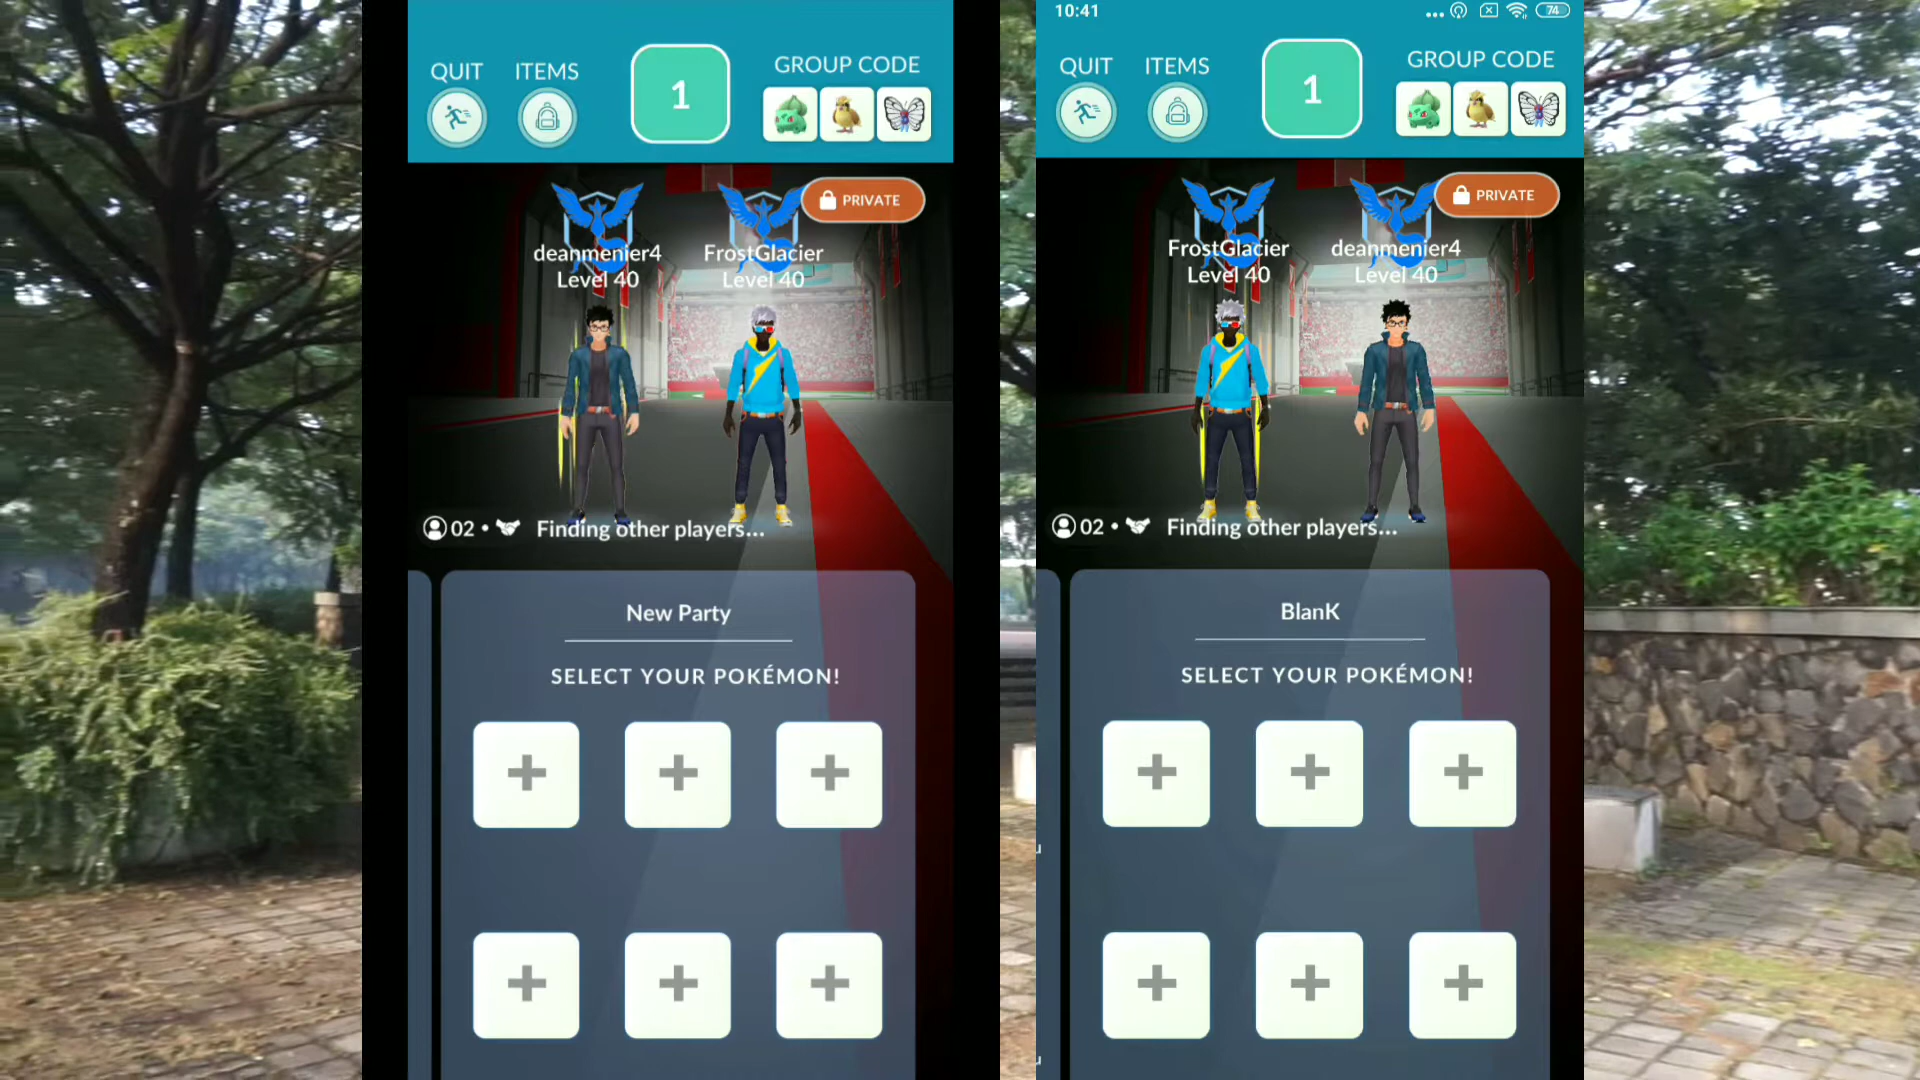 QUIT ITEMS 1 GROUP CODE
PRIVATE
deanmenier4 FrostGlacier
Level 40 Level 40
02 • Finding other players...
New Party
SELECT YOUR POKÉMON!
10:41 ... 74
QUIT ITEMS 1 GROUP CODE
PRIVATE
FrostGlacier deanmenier4
Level 40 Level 40
02 • Finding other players...
BlanK
SELECT YOUR POKÉMON!